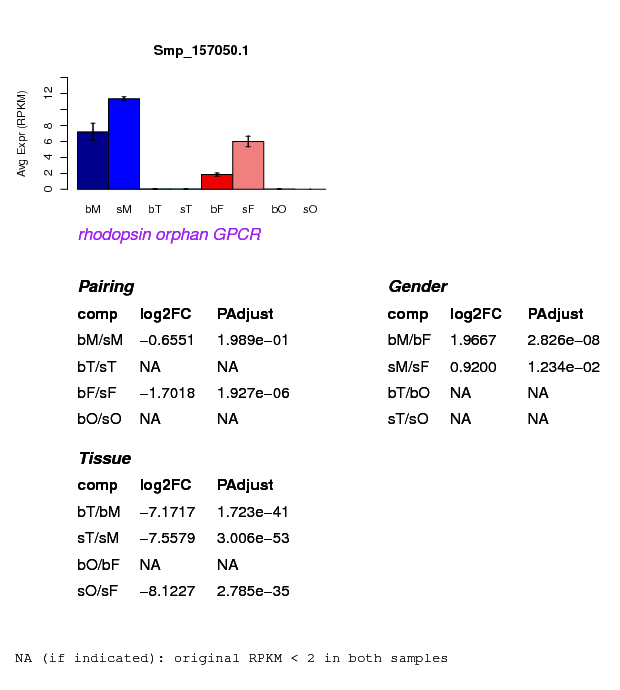 Smp_157050.1
Avg Expr (RPKM)
12
8
6
4
2
0
bM sM bT sT bF sF bO sO
rhodopsin orphan GPCR
Pairing
comp log2FC PAdjust
bM/sM −0.6551 1.989e−01
bT/sT NA NA
bF/sF −1.7018 1.927e−06
bO/sO NA NA
Gender
comp log2FC PAdjust
bM/bF 1.9667 2.826e−08
sM/sF 0.9200 1.234e−02
bT/bO NA NA
sT/sO NA NA
Tissue
comp log2FC PAdjust
bT/bM −7.1717 1.723e−41
sT/sM −7.5579 3.006e−53
bO/bF NA NA
sO/sF −8.1227 2.785e−35
NA (if indicated): original RPKM < 2 in both samples